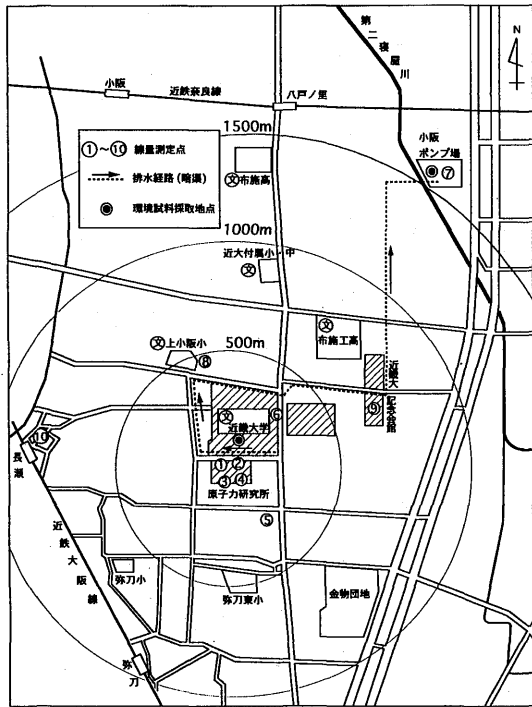 第二寝屋川
N
小阪
近鉄奈良線
八戸ノ里
1500m
①~⑩ 線量測定点
排水経路(暗渠)
環境試料採取地点
小阪
ポンプ場
⑦
文布施高
1000m
近大付属小・中
文
文
布施工高
500m
文上小阪小
⑧
近畿大
記念会館
⑨
文
近畿大学
⑥
①
②
③
④
原子力研究所
⑤
⑩
長瀬
近鉄大阪線
弥刀小
弥刀東小
金物団地
弥刀